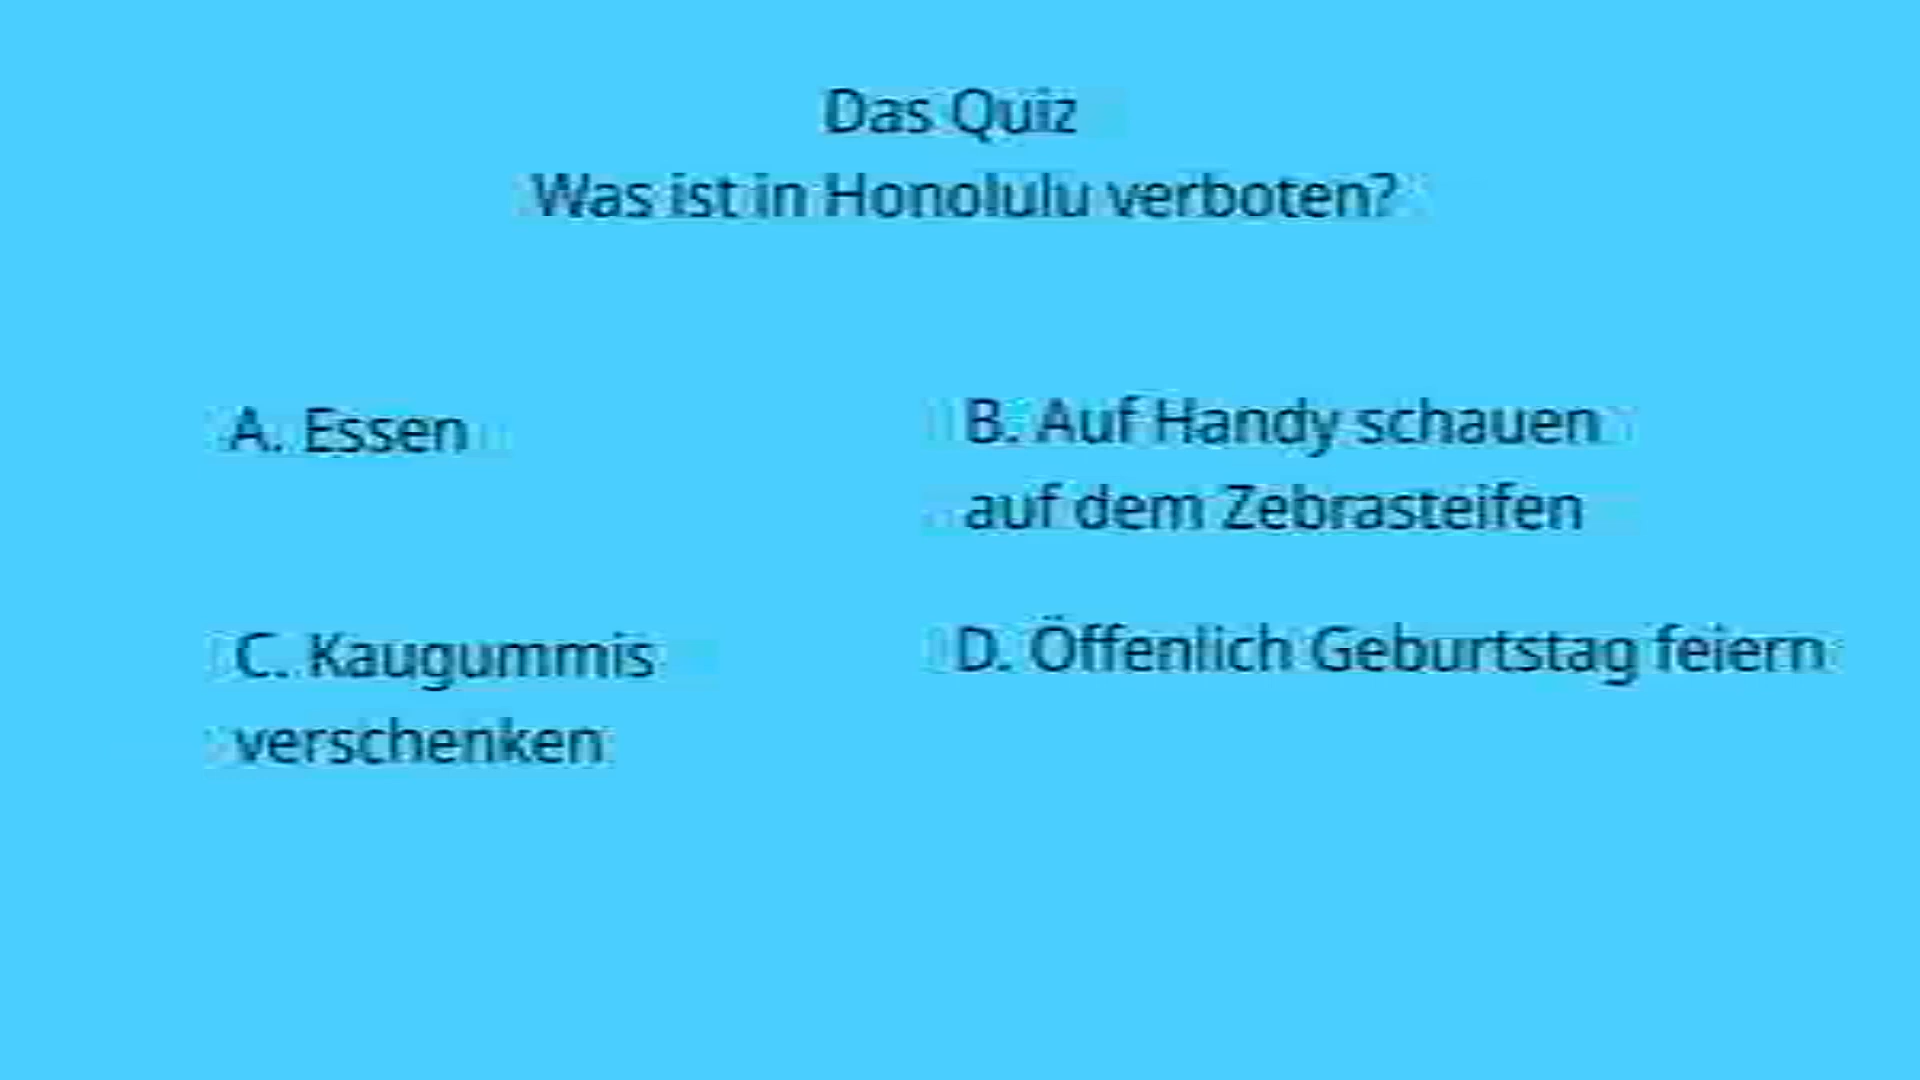 Das Quiz
Was ist in Honolulu verboten?
A. Essen
B. Auf Handy schauen
auf dem Zebrasteifen
C. Kaugummis
verschenken
D. Öffenlich Geburtstag feiern